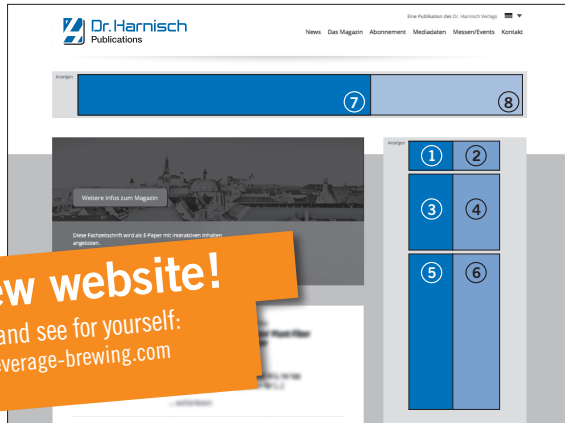 Dr.Harnisch
Publications
Eine Publikation des Dr. Harnisch Verlags
News Das Magazin Abonnement Mediadaten Messen/Events Kontakt
Anzeigen
7
8
Anzeigen
1 2
3 4
5 6
Weitere Infos zum Magazin
Diese Fachzeitschrift wird als E-Paper mit interaktiven Inhalten
angeboten.
ew website!
and see for yourself:
everage-brewing.com
... weiterlesen